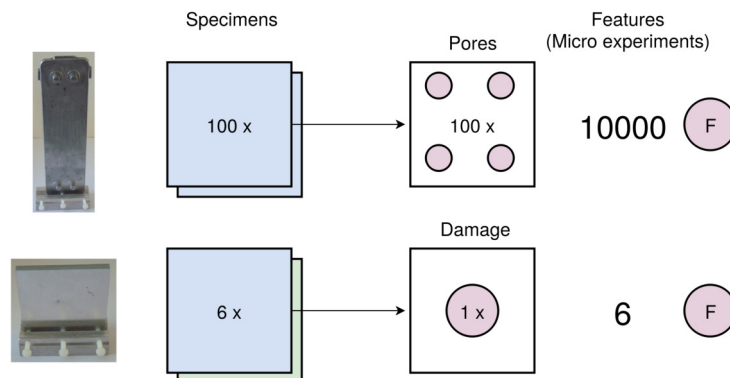 Specimens
Features
(Micro experiments)
Pores
100 x
100 x
10000
F
Damage
6 x
1 x
6
F